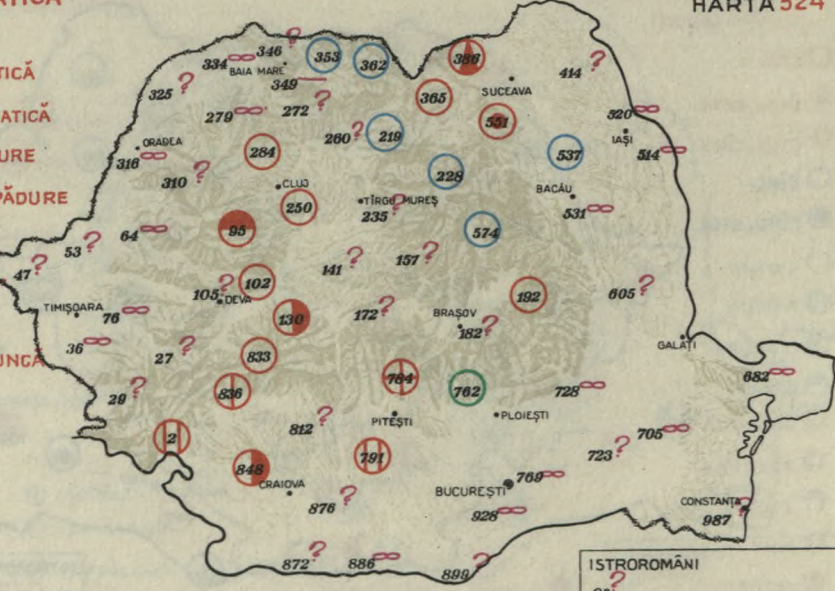 ATICA
HARTA 524
TICĂ
ATICĂ
URE
PĂDURE
UNCA
346 ?
353
362
386
334
BAIA MARE
349
414 ?
SUCEAVA
325 ?
365
279
272 ?
551
520
ORADEA
260 ?
219
IAȘI
316
284
537
514
310 ?
228
CLUJ
BACĂU
250
TÎRGU MUREȘ
235 ?
531
95
64
574
53 ?
47 ?
141 ?
157 ?
102
105 ?
DEVA
192
605 ?
TIMIȘOARA
76
130
172 ?
BRAȘOV
182 ?
36
27 ?
833
GALAȚI
682
29 ?
836
784
762
728
812 ?
PITEȘTI
PLOIEȘTI
2
723 ?
705
848
791
CRAIOVA
BUCUREȘTI
769
876 ?
928
CONSTANȚA
987 ?
872 ?
886
899 ?
ISTROROMÂNI
?